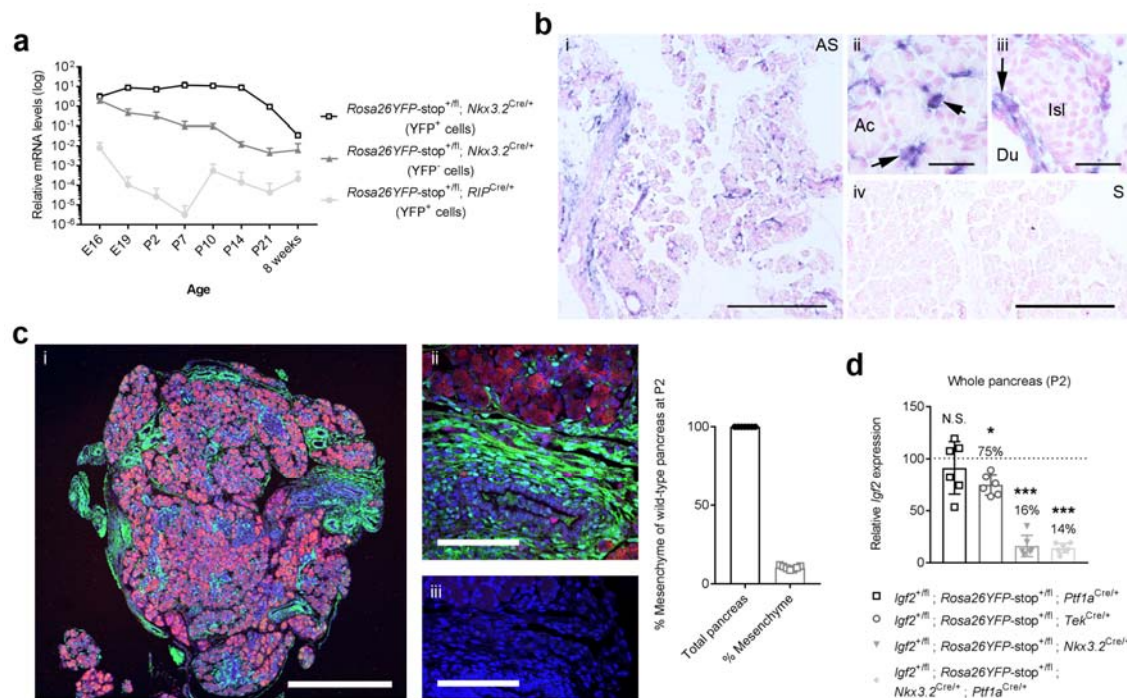 a
Relative mRNA levels (log)
10²
10¹
10⁰
10⁻¹
10⁻²
10⁻³
10⁻⁴
10⁻⁵
10⁻⁶
E16
E19
P2
P7
P10
P14
P21
8 weeks
Age
Rosa26YFP-stop⁺/ᶠˡ; Nkx3.2ᶜʳᵉ/⁺
(YFP⁺ cells)
Rosa26YFP-stop⁺/ᶠˡ; Nkx3.2ᶜʳᵉ/⁺
(YFP⁻ cells)
Rosa26YFP-stop⁺/ᶠˡ; RIPᶜʳᵉ/⁺
(YFP⁺ cells)
b
i
AS
ii
Ac
iii
Isl
Du
iv
S
c
i
ii
iii
% Mesenchyme of wild-type pancreas at P2
100
50
0
Total pancreas
% Mesenchyme
d
Whole pancreas (P2)
Relative Igf2 expression
150
100
50
0
N.S.
*
75%
***
16%
***
14%
Igf2⁺/ᶠˡ; Rosa26YFP-stop⁺/ᶠˡ; Ptf1aᶜʳᵉ/⁺
Igf2⁺/ᶠˡ; Rosa26YFP-stop⁺/ᶠˡ; Tekᶜʳᵉ/⁺
Igf2⁺/ᶠˡ; Rosa26YFP-stop⁺/ᶠˡ; Nkx3.2ᶜʳᵉ/⁺
Igf2⁺/ᶠˡ; Rosa26YFP-stop⁺/ᶠˡ;
Nkx3.2ᶜʳᵉ/⁺; Ptf1aᶜʳᵉ/⁺